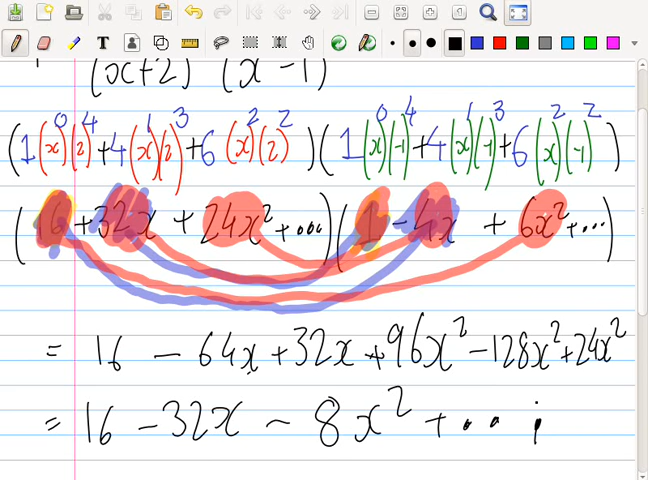 (x+2) (x-1)
(1(x)⁰(2)⁴+4(x)¹(2)³+6(x)²(2)²)(1(x)⁰(-1)⁴+4(x)¹(-1)³+6(x)²(-1)²)
(16+32x+24x²+...)(1-4x+6x²+...)
= 16 - 64x+32x+96x²-128x²+24x²
= 16-32x-8x²+...